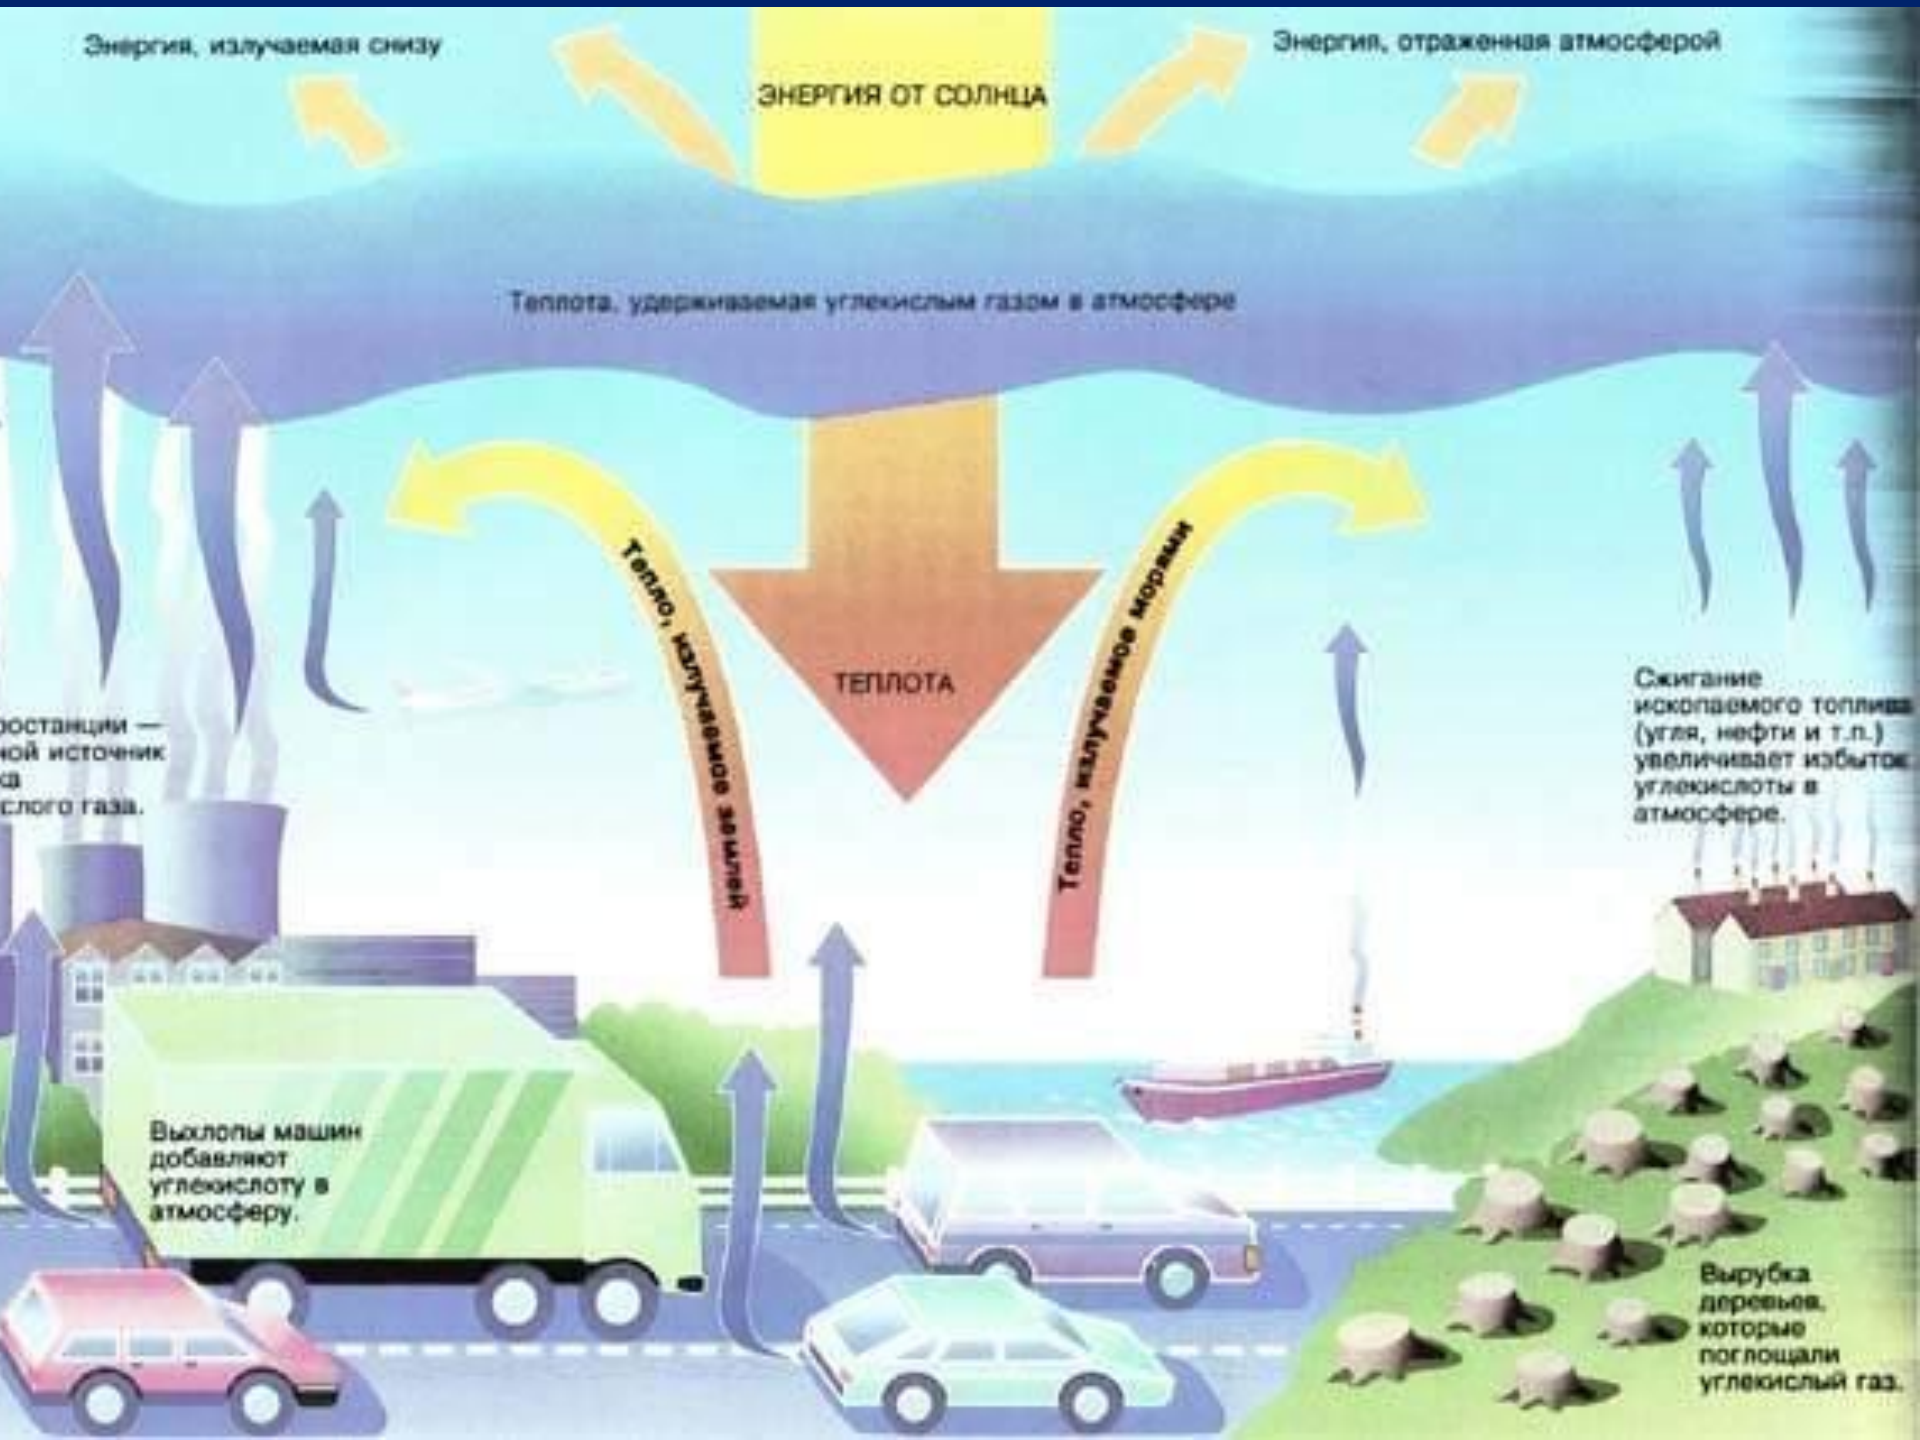 Энергия, излучаемая снизу
ЭНЕРГИЯ ОТ СОЛНЦА
Энергия, отраженная атмосферой
Теплота, удерживаемая углекислым газом в атмосфере
Тепло, излучаемое землей
ТЕПЛОТА
Тепло, излучаемое морями
ростанции —
ной источник
ка
слого газа.
Сжигание
ископаемого топлива
(угля, нефти и т.п.)
увеличивает избыток
углекислоты в
атмосфере.
Выхлопы машин
добавляют
углекислоту в
атмосферу.
Вырубка
деревьев,
которые
поглощали
углекислый газ.